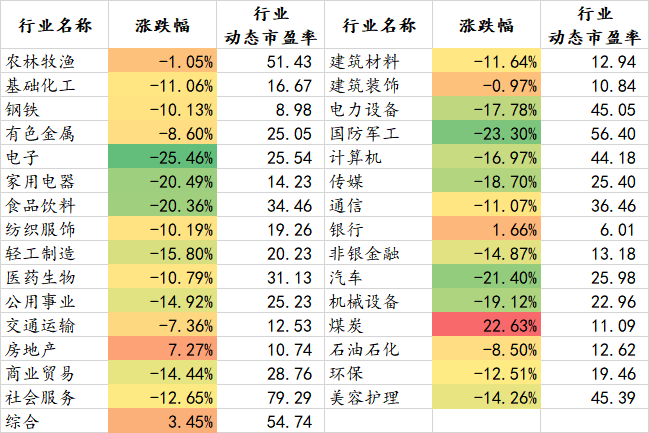 行业名称 涨跌幅 行业动态市盈率 行业名称 涨跌幅 行业动态市盈率
农林牧渔 -1.05% 51.43 建筑材料 -11.64% 12.94
基础化工 -11.06% 16.67 建筑装饰 -0.97% 10.84
钢铁 -10.13% 8.98 电力设备 -17.78% 45.05
有色金属 -8.60% 25.05 国防军工 -23.30% 56.40
电子 -25.46% 25.54 计算机 -16.97% 44.18
家用电器 -20.49% 14.23 传媒 -18.70% 25.40
食品饮料 -20.36% 34.46 通信 -11.07% 36.46
纺织服饰 -10.19% 19.26 银行 1.66% 6.01
轻工制造 -15.80% 20.23 非银金融 -14.87% 13.18
医药生物 -10.79% 31.13 汽车 -21.40% 25.98
公用事业 -14.92% 25.23 机械设备 -19.12% 22.96
交通运输 -7.36% 12.53 煤炭 22.63% 11.09
房地产 7.27% 10.74 石油石化 -8.50% 12.62
商业贸易 -14.44% 28.76 环保 -12.51% 19.46
社会服务 -12.65% 79.29 美容护理 -14.26% 45.39
综合 3.45% 54.74